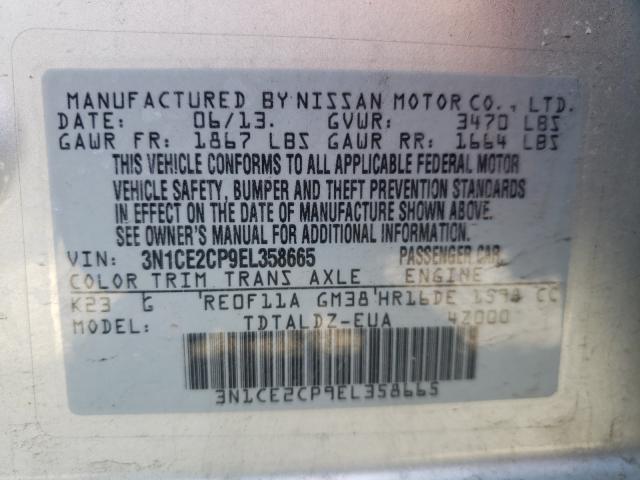 MANUFACTURED BY NISSAN MOTOR CO., LTD.
DATE: 06/13. GVWR: 3470 LBS
GAWR FR: 1867 LBS GAWR RR: 1664 LBS
THIS VEHICLE CONFORMS TO ALL APPLICABLE FEDERAL MOTOR
VEHICLE SAFETY, BUMPER AND THEFT PREVENTION STANDARDS
IN EFFECT ON THE DATE OF MANUFACTURE SHOWN ABOVE.
SEE OWNER'S MANUAL FOR ADDITIONAL INFORMATION
VIN: 3N1CE2CP9EL358665 PASSENGER CAR
COLOR TRIM TRANS AXLE ENGINE
K23 G RE0F11A GM38 HR16DE 1598 CC
MODEL: TDTALDZ-EUA 4Z000
3N1CE2CP9EL358665